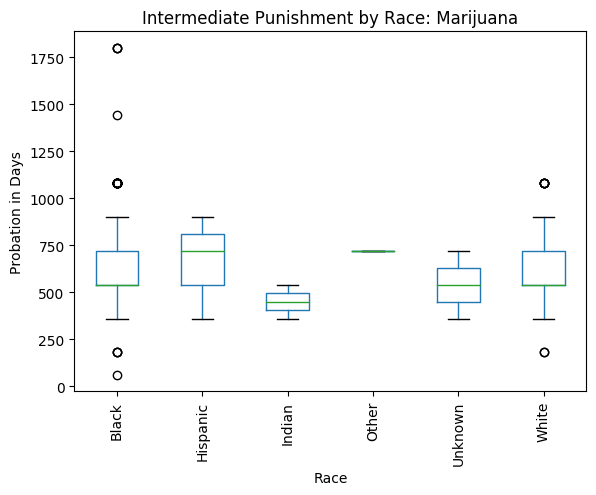 Intermediate Punishment by Race: Marijuana
1750
1500
1250
1000
750
500
250
0
Probation in Days
Black
Hispanic
Indian
Other
Unknown
White
Race